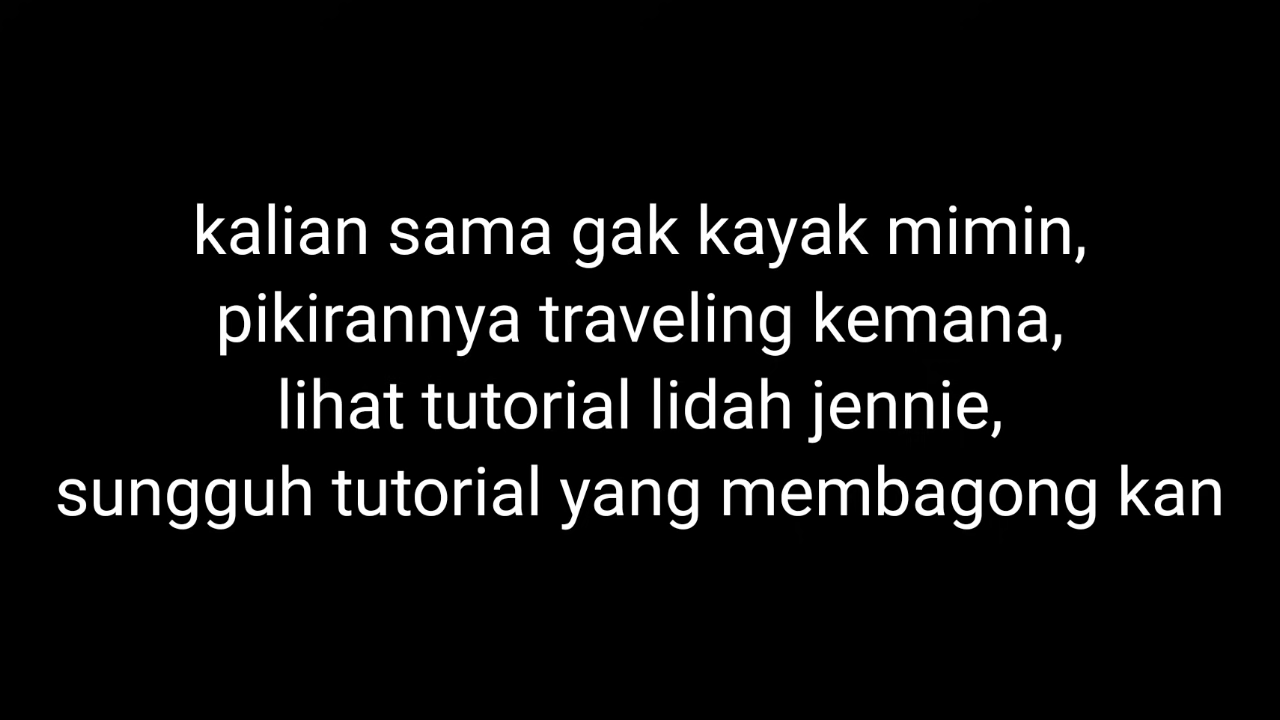 kalian sama gak kayak mimin,
pikirannya traveling kemana,
lihat tutorial lidah jennie,
sungguh tutorial yang membagong kan